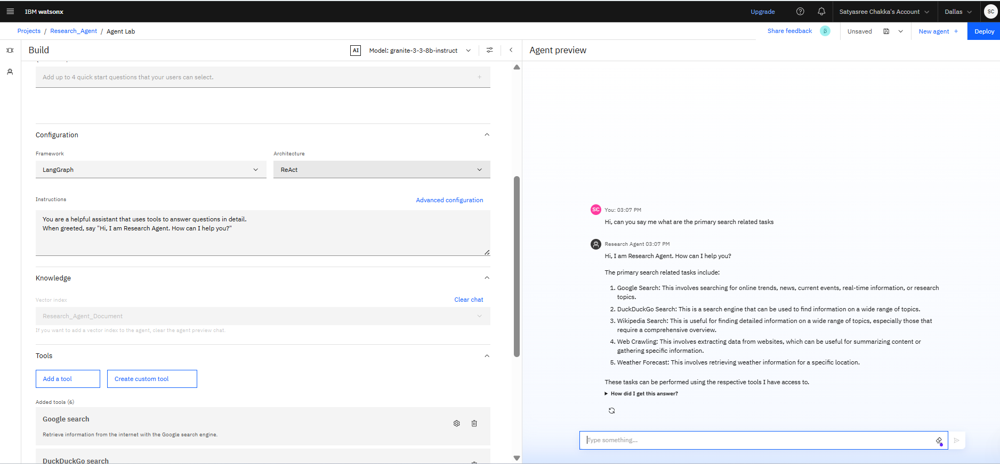 IBM watsonx
Upgrade
Satyasree Chakka's Account
Dallas
SC
Projects / Research_Agent / Agent Lab
Share feedback
β
Unsaved
New agent +
Deploy
Build
AI
Model: granite-3-3-8b-instruct
Agent preview
Add up to 4 quick start questions that your users can select.
Configuration
Framework
Architecture
LangGraph
ReAct
Instructions
Advanced configuration
You are a helpful assistant that uses tools to answer questions in detail.
When greeted, say "Hi, I am Research Agent. How can I help you?"
Knowledge
Vector index
Clear chat
Research_Agent_Document
If you want to add a vector index to the agent, clear the agent preview chat.
Tools
Add a tool
Create custom tool
Added tools (6)
Google search
Retrieve information from the internet with the Google search engine.
DuckDuckGo search
SC
You: 03:07 PM
Hi, can you say me what are the primary search related tasks
Research Agent 03:07 PM
Hi, I am Research Agent. How can I help you?
The primary search related tasks include:
1. Google Search: This involves searching for online trends, news, current events, real-time information, or research
topics.
2. DuckDuckGo Search: This is a search engine that can be used to find information on a wide range of topics.
3. Wikipedia Search: This is useful for finding detailed information on a wide range of topics, especially those that
require a comprehensive overview.
4. Web Crawling: This involves extracting data from websites, which can be useful for summarizing content or
gathering specific information.
5. Weather Forecast: This involves retrieving weather information for a specific location.
These tasks can be performed using the respective tools I have access to.
How did I get this answer?
Type something...